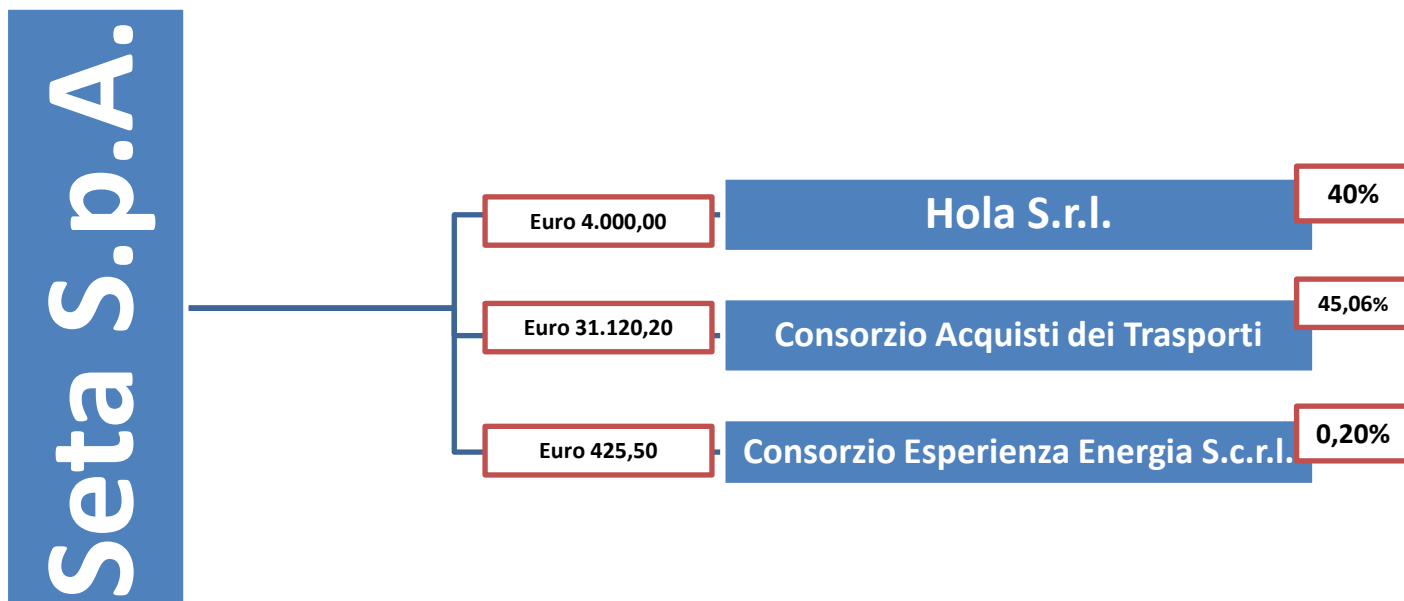 Seta S.p.A.
Euro 4.000,00
Hola S.r.l.
40%
Euro 31.120,20
Consorzio Acquisti dei Trasporti
45,06%
Euro 425,50
Consorzio Esperienza Energia S.c.r.l.
0,20%